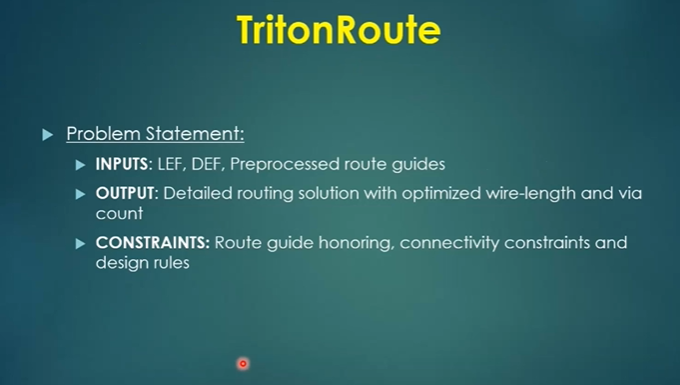 TritonRoute
Problem Statement:
INPUTS: LEF, DEF, Preprocessed route guides
OUTPUT: Detailed routing solution with optimized wire-length and via
count
CONSTRAINTS: Route guide honoring, connectivity constraints and
design rules